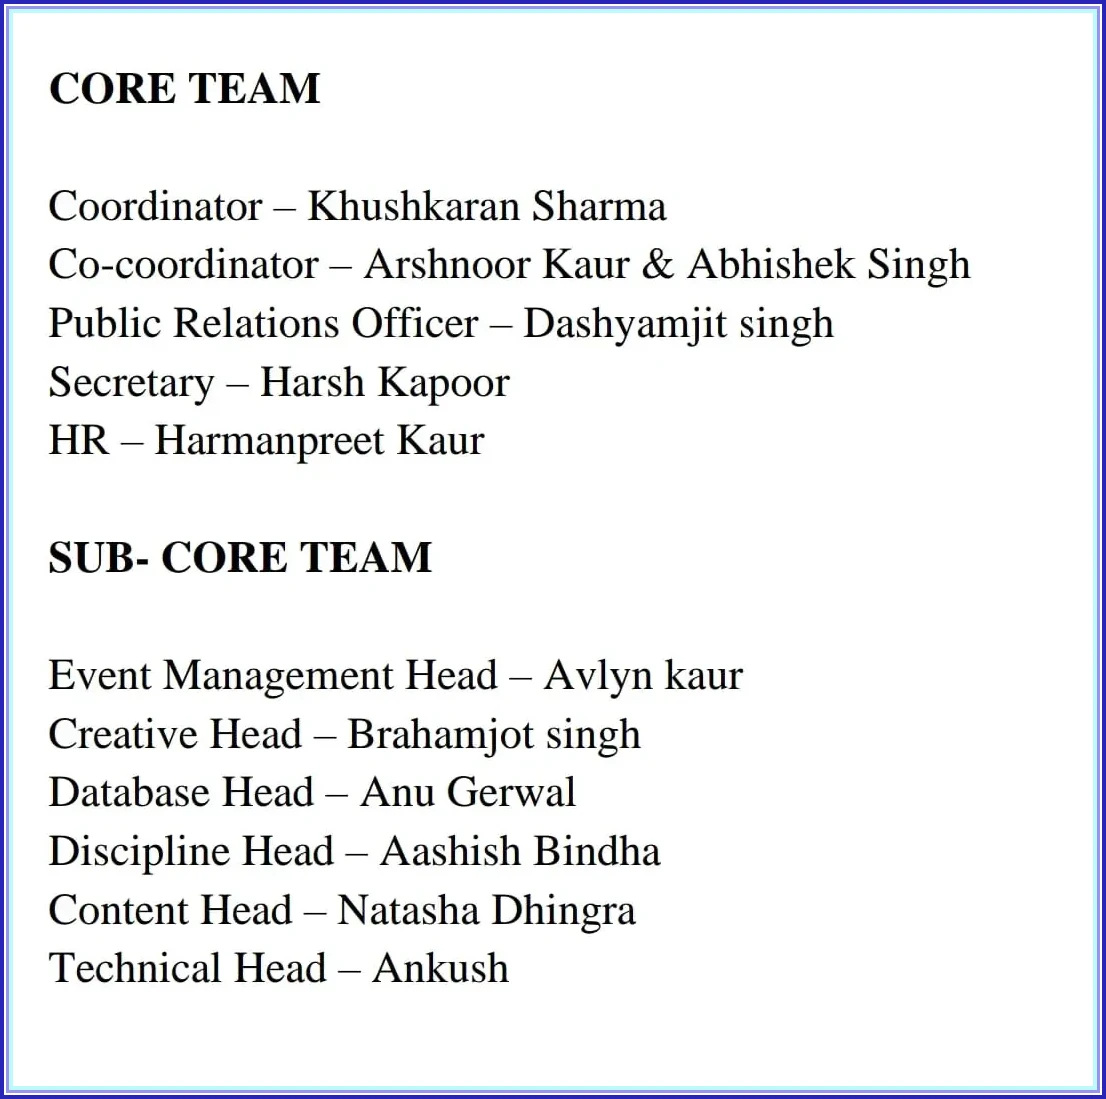 CORE TEAM
Coordinator – Khushkaran Sharma
Co-coordinator – Arshnoor Kaur & Abhishek Singh
Public Relations Officer – Dashyamjit singh
Secretary – Harsh Kapoor
HR – Harmanpreet Kaur
SUB- CORE TEAM
Event Management Head – Avlyn kaur
Creative Head – Brahamjot singh
Database Head – Anu Gerwal
Discipline Head – Aashish Bindha
Content Head – Natasha Dhingra
Technical Head – Ankush